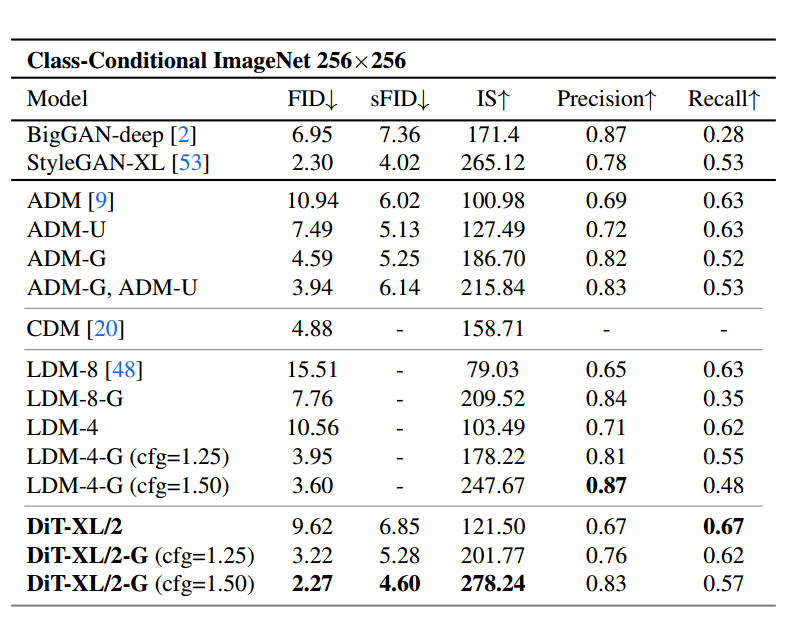 Class-Conditional ImageNet 256×256
Model FID↓ sFID↓ IS↑ Precision↑ Recall↑
BigGAN-deep [2] 6.95 7.36 171.4 0.87 0.28
StyleGAN-XL [53] 2.30 4.02 265.12 0.78 0.53
ADM [9] 10.94 6.02 100.98 0.69 0.63
ADM-U 7.49 5.13 127.49 0.72 0.63
ADM-G 4.59 5.25 186.70 0.82 0.52
ADM-G, ADM-U 3.94 6.14 215.84 0.83 0.53
CDM [20] 4.88 - 158.71 - -
LDM-8 [48] 15.51 - 79.03 0.65 0.63
LDM-8-G 7.76 - 209.52 0.84 0.35
LDM-4 10.56 - 103.49 0.71 0.62
LDM-4-G (cfg=1.25) 3.95 - 178.22 0.81 0.55
LDM-4-G (cfg=1.50) 3.60 - 247.67 0.87 0.48
DiT-XL/2 9.62 6.85 121.50 0.67 0.67
DiT-XL/2-G (cfg=1.25) 3.22 5.28 201.77 0.76 0.62
DiT-XL/2-G (cfg=1.50) 2.27 4.60 278.24 0.83 0.57